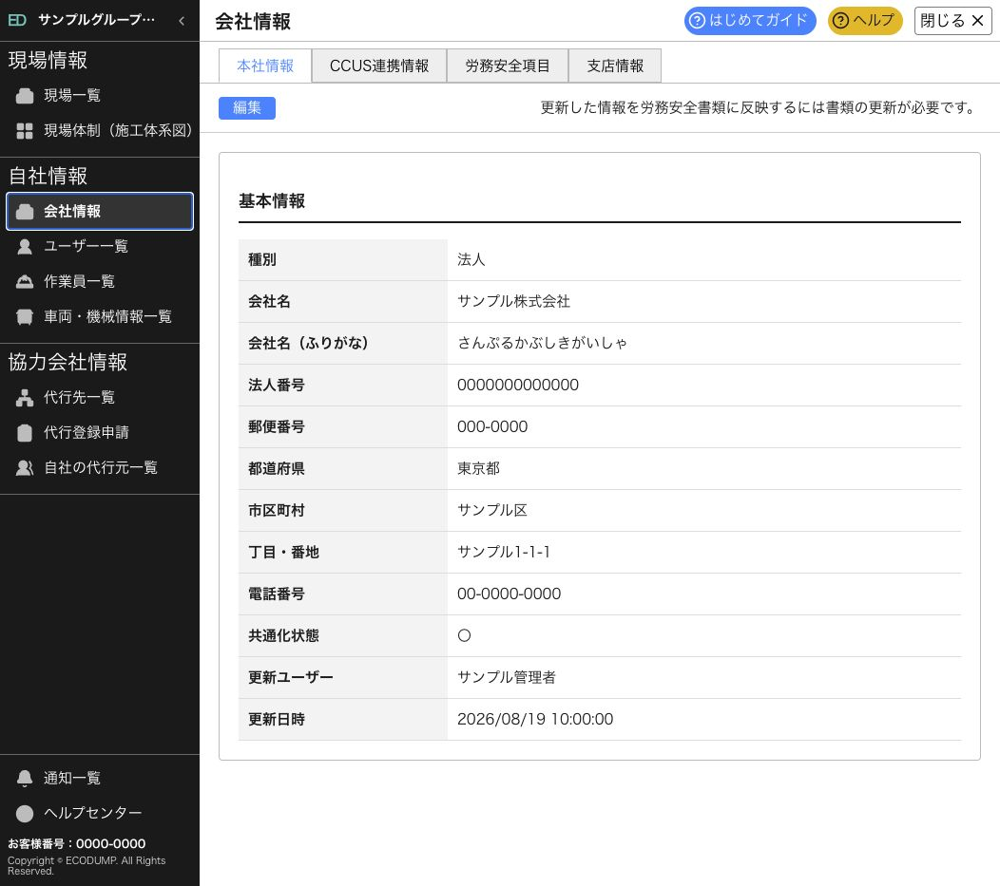 ED サンプルグループ…
現場情報
現場一覧
現場体制（施工体系図）
自社情報
会社情報
ユーザー一覧
作業員一覧
車両・機械情報一覧
協力会社情報
代行先一覧
代行登録申請
自社の代行元一覧
通知一覧
ヘルプセンター
お客様番号：0000-0000
Copyright © ECODUMP. All Rights
Reserved.
会社情報
? はじめてガイド
? ヘルプ
閉じる ×
本社情報 CCUS連携情報 労務安全項目 支店情報
編集
更新した情報を労務安全書類に反映するには書類の更新が必要です。
基本情報
種別 法人
会社名 サンプル株式会社
会社名（ふりがな） さんぷるかぶしきがいしゃ
法人番号 0000000000000
郵便番号 000-0000
都道府県 東京都
市区町村 サンプル区
丁目・番地 サンプル1-1-1
電話番号 00-0000-0000
共通化状態 〇
更新ユーザー サンプル管理者
更新日時 2026/08/19 10:00:00